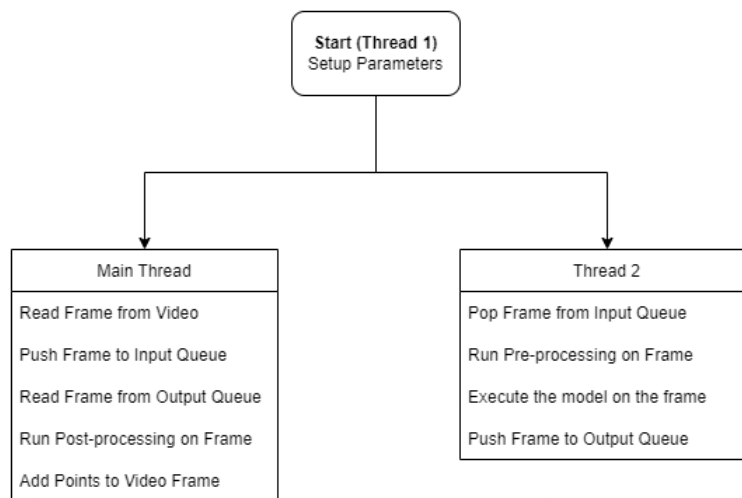 Start (Thread 1)
Setup Parameters
Main Thread
Read Frame from Video
Push Frame to Input Queue
Read Frame from Output Queue
Run Post-processing on Frame
Add Points to Video Frame
Thread 2
Pop Frame from Input Queue
Run Pre-processing on Frame
Execute the model on the frame
Push Frame to Output Queue